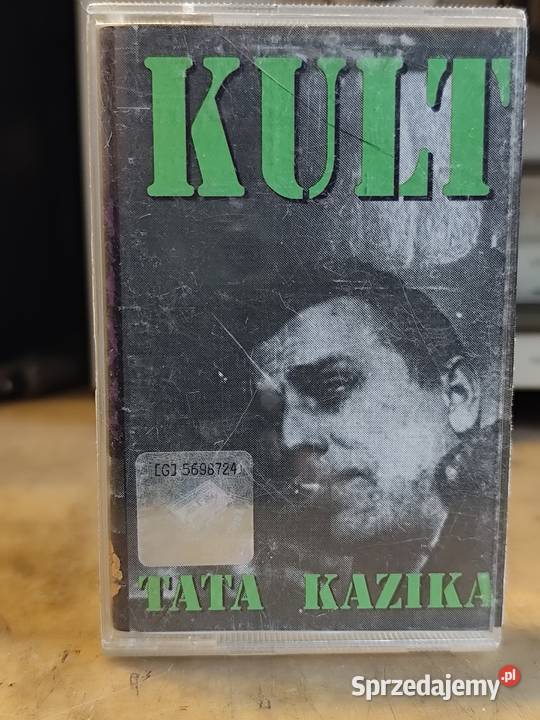 KULT
[G] 5698724
TATA KAZIKA
Sprzedajemy.pl